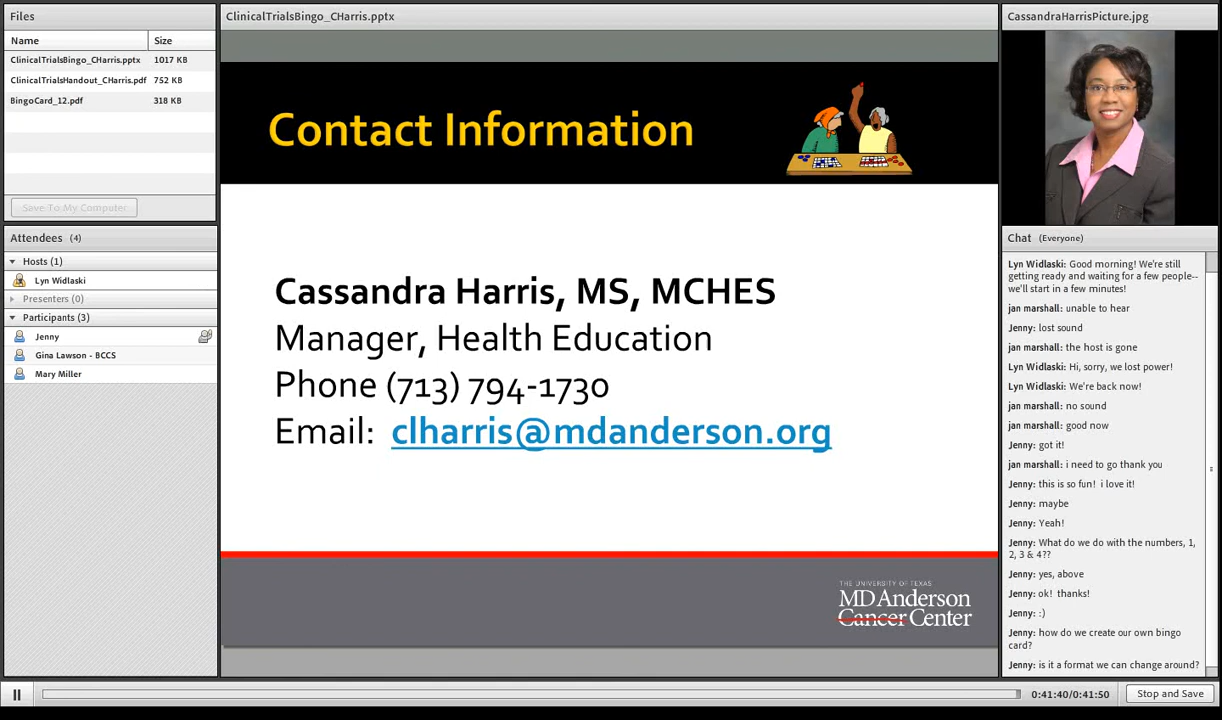 Files
Name Size
ClinicalTrialsBingo_CHarris.pptx 1017 KB
ClinicalTrialsHandout_CHarris.pdf 752 KB
BingoCard_12.pdf 318 KB
Save To My Computer
Attendees (4)
Hosts (1)
Lyn Widlaski
Presenters (0)
Participants (3)
Jenny
Gina Lawson - BCCS
Mary Miller
ClinicalTrialsBingo_CHarris.pptx
Contact Information
Cassandra Harris, MS, MCHES
Manager, Health Education
Phone (713) 794-1730
Email: clharris@mdanderson.org
THE UNIVERSITY OF TEXAS
MD Anderson
Cancer Center
CassandraHarrisPicture.jpg
Chat (Everyone)
Lyn Widlaski: Good morning! We're still
getting ready and waiting for a few people--
we'll start in a few minutes!
jan marshall: unable to hear
Jenny: lost sound
jan marshall: the host is gone
Lyn Widlaski: Hi, sorry, we lost power!
Lyn Widlaski: We're back now!
jan marshall: no sound
jan marshall: good now
Jenny: got it!
jan marshall: i need to go thank you
Jenny: this is so fun! i love it!
Jenny: maybe
Jenny: Yeah!
Jenny: What do we do with the numbers, 1,
2, 3 & 4??
Jenny: yes, above
Jenny: ok! thanks!
Jenny: :)
Jenny: how do we create our own bingo
card?
Jenny: is it a format we can change around?
0:41:40/0:41:50
Stop and Save